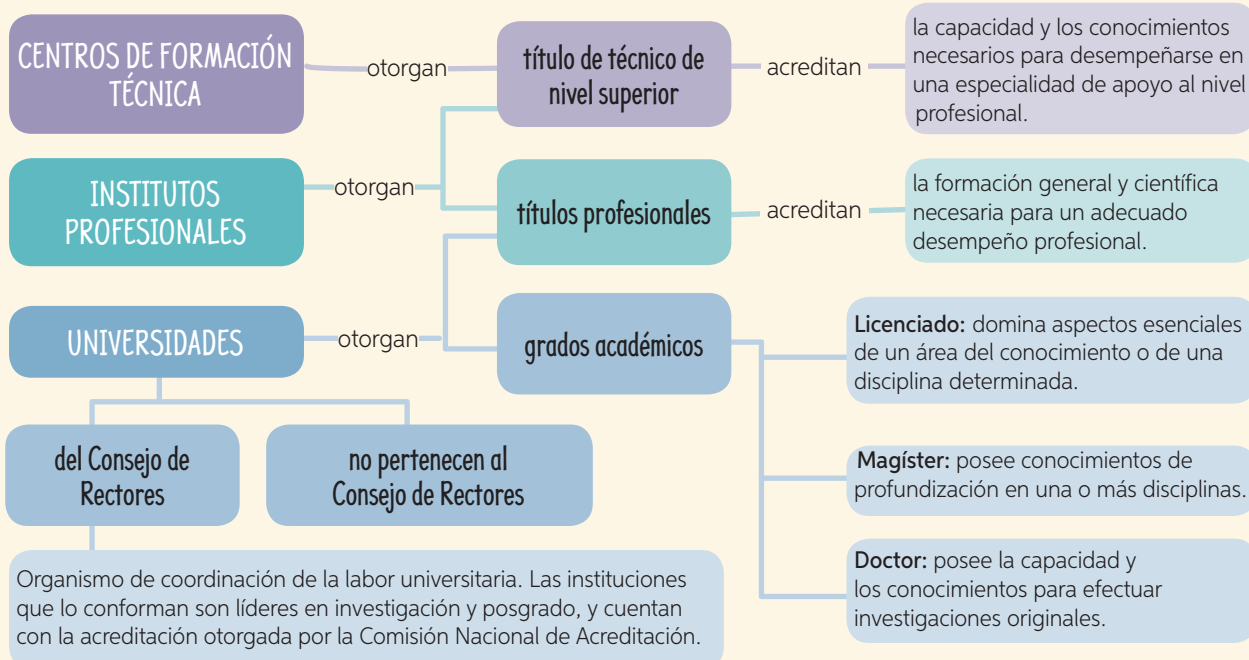 CENTROS DE FORMACIÓN
TÉCNICA
otorgan
título de técnico de
nivel superior
acreditan
la capacidad y los conocimientos
necesarios para desempeñarse en
una especialidad de apoyo al nivel
profesional.
INSTITUTOS
PROFESIONALES
otorgan
títulos profesionales
acreditan
la formación general y científica
necesaria para un adecuado
desempeño profesional.
UNIVERSIDADES
otorgan
grados académicos
Licenciado: domina aspectos esenciales
de un área del conocimiento o de una
disciplina determinada.
Magíster: posee conocimientos de
profundización en una o más disciplinas.
Doctor: posee la capacidad y
los conocimientos para efectuar
investigaciones originales.
del Consejo de
Rectores
no pertenecen al
Consejo de Rectores
Organismo de coordinación de la labor universitaria. Las instituciones
que lo conforman son líderes en investigación y posgrado, y cuentan
con la acreditación otorgada por la Comisión Nacional de Acreditación.